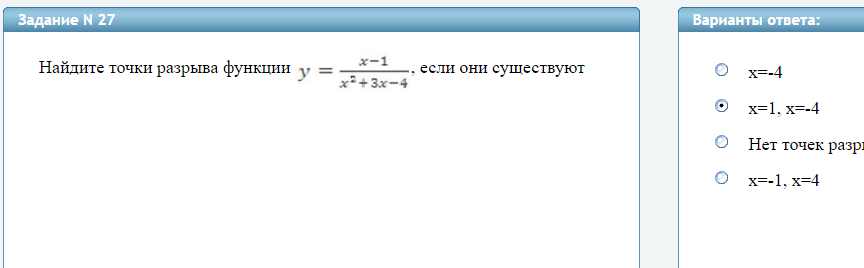 Задание N 27
Найдите точки разрыва функции y = x−1 / x²+3x−4, если они существуют
Варианты ответа:
x=-4
x=1, x=-4
Нет точек
x=-1, x=4